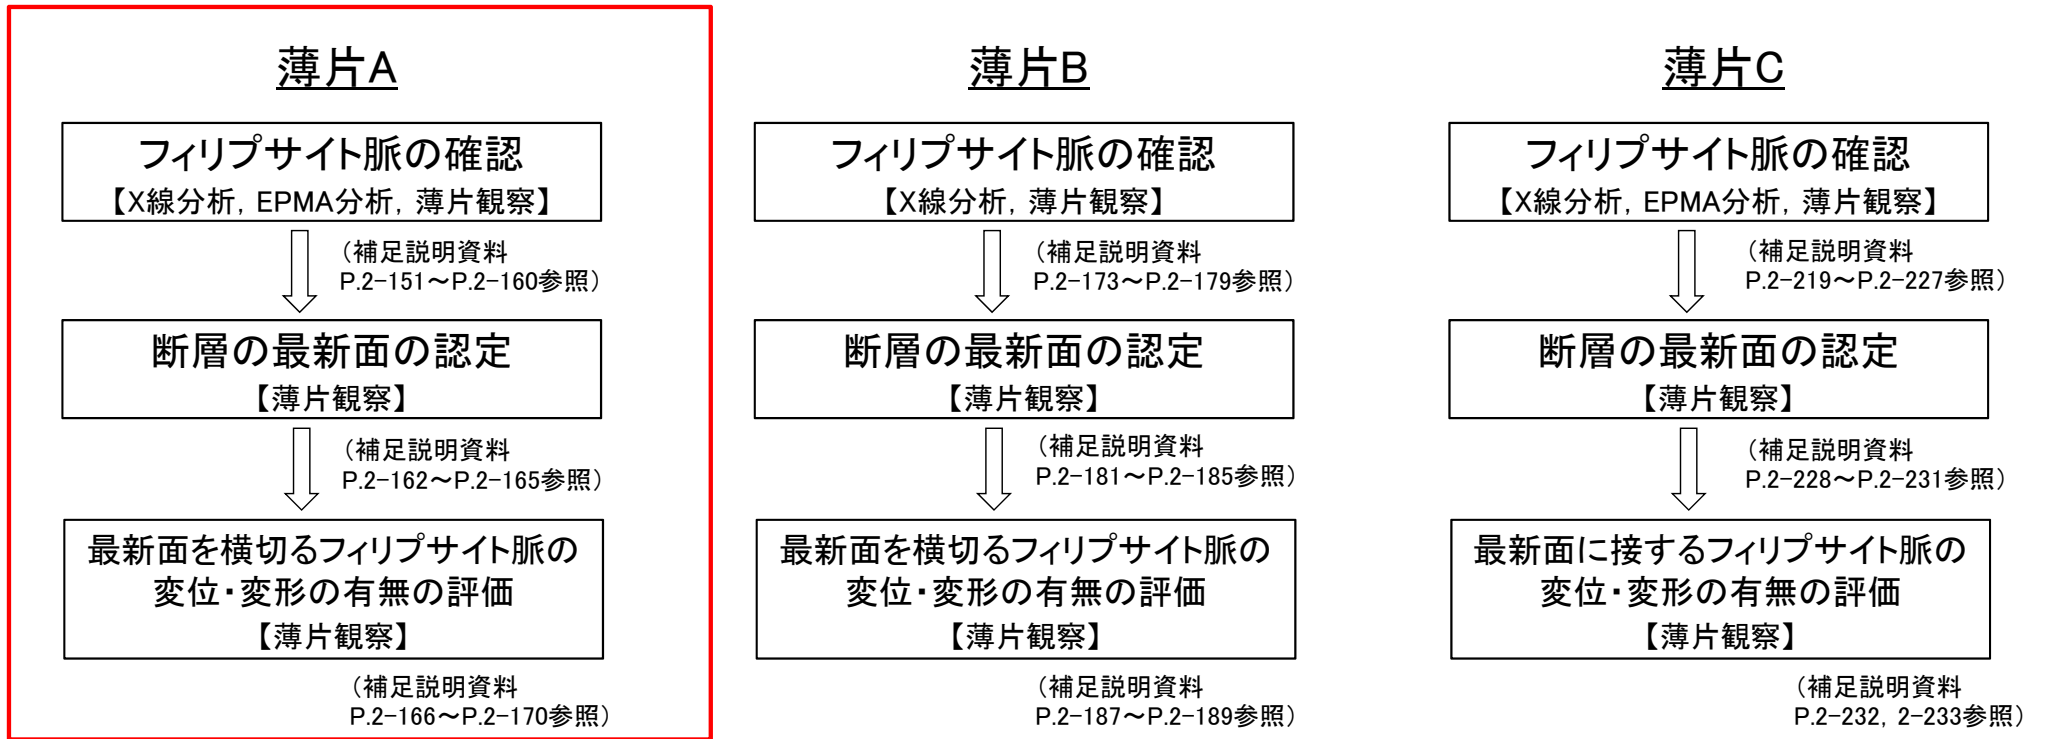 薄片A
フィリプサイト脈の確認
【X線分析，EPMA分析，薄片観察】
（補足説明資料
P.2-151～P.2-160参照）
断層の最新面の認定
【薄片観察】
（補足説明資料
P.2-162～P.2-165参照）
最新面を横切るフィリプサイト脈の
変位・変形の有無の評価
【薄片観察】
（補足説明資料
P.2-166～P.2-170参照）
薄片B
フィリプサイト脈の確認
【X線分析，薄片観察】
（補足説明資料
P.2-173～P.2-179参照）
断層の最新面の認定
【薄片観察】
（補足説明資料
P.2-181～P.2-185参照）
最新面を横切るフィリプサイト脈の
変位・変形の有無の評価
【薄片観察】
（補足説明資料
P.2-187～P.2-189参照）
薄片C
フィリプサイト脈の確認
【X線分析，EPMA分析，薄片観察】
（補足説明資料
P.2-219～P.2-227参照）
断層の最新面の認定
【薄片観察】
（補足説明資料
P.2-228～P.2-231参照）
最新面に接するフィリプサイト脈の
変位・変形の有無の評価
【薄片観察】
（補足説明資料
P.2-232，2-233参照）